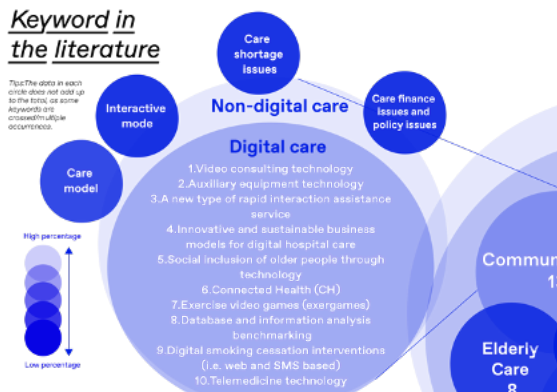 Keyword in
the literature
Tips:The data in each
circle does not add up
to the total, as some
keywords are
crossed/multiple
occurrences.
Care
shortage
issues
Interactive
mode
Care
model
Care finance
issues and
policy issues
Non-digital care
Digital care
1.Video consulting technology
2.Auxiliary equipment technology
3.A new type of rapid interaction assistance
service
4.Innovative and sustainable business
models for digital hospital care
5.Social inclusion of older people through
technology
6.Connected Health (CH)
7.Exercise video games (exergames)
8.Database and information analysis
benchmarking
9.Digital smoking cessation interventions
(i.e. web and SMS based)
10.Telemedicine technology
High percentage
Low percentage
Commun
1
Elderly
Care
8